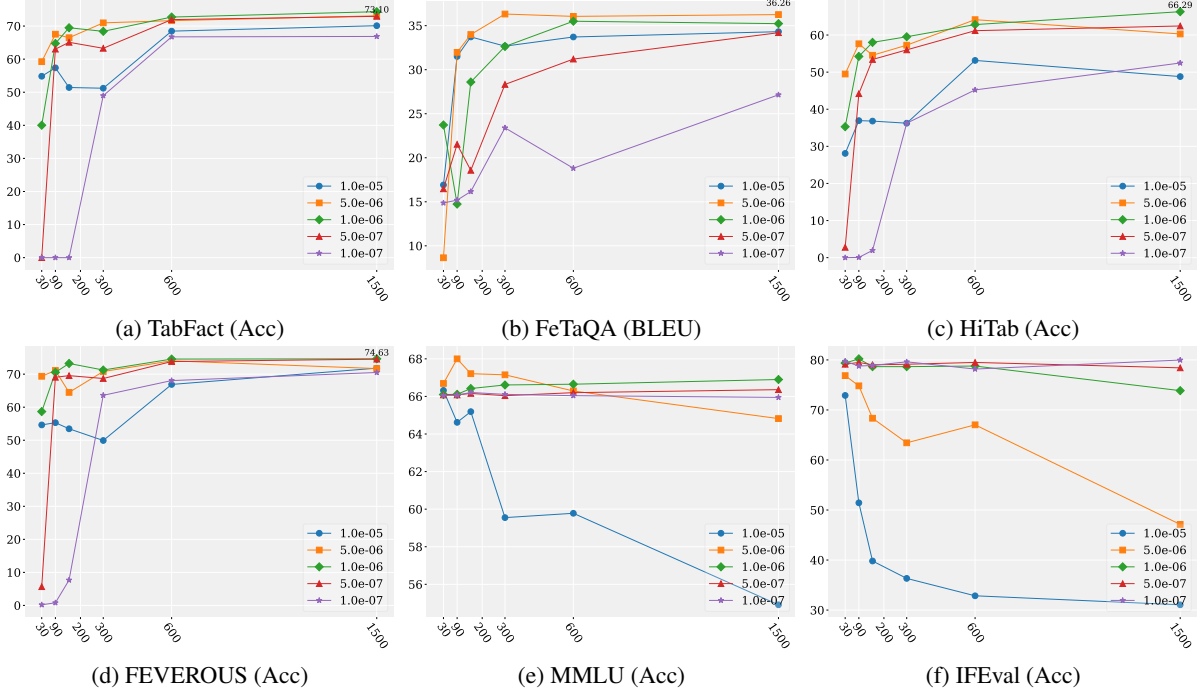 73.10
70
60
50
40
30
20
10
0
1.0e-05
5.0e-06
1.0e-06
5.0e-07
1.0e-07
30
90
200
300
600
1500
(a) TabFact (Acc)
36.26
35
30
25
20
15
10
1.0e-05
5.0e-06
1.0e-06
5.0e-07
1.0e-07
30
90
200
300
600
1500
(b) FeTaQA (BLEU)
66.29
60
50
40
30
20
10
0
1.0e-05
5.0e-06
1.0e-06
5.0e-07
1.0e-07
30
90
200
300
600
1500
(c) HiTab (Acc)
74.63
70
60
50
40
30
20
10
0
1.0e-05
5.0e-06
1.0e-06
5.0e-07
1.0e-07
30
90
200
300
600
1500
(d) FEVEROUS (Acc)
68
66
64
62
60
58
56
1.0e-05
5.0e-06
1.0e-06
5.0e-07
1.0e-07
30
90
200
300
600
1500
(e) MMLU (Acc)
80
70
60
50
40
30
1.0e-05
5.0e-06
1.0e-06
5.0e-07
1.0e-07
30
90
200
300
600
1500
(f) IFEval (Acc)